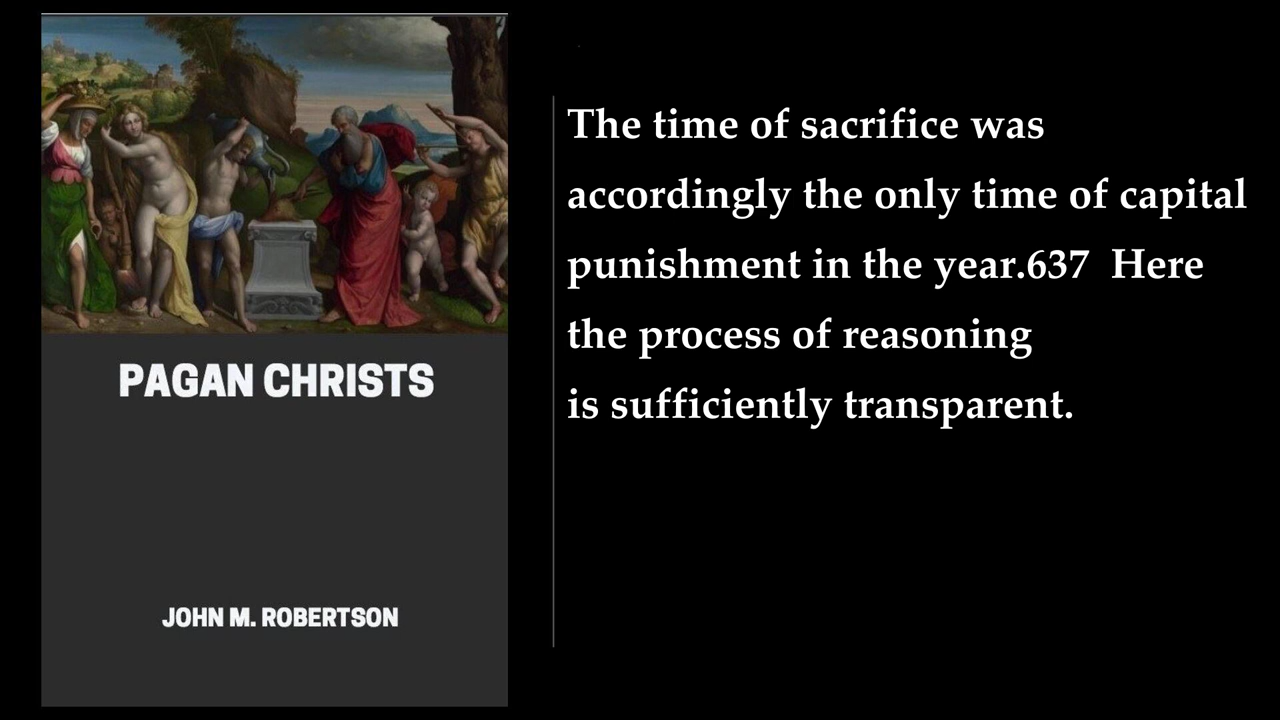 PAGAN CHRISTS
JOHN M. ROBERTSON
The time of sacrifice was
accordingly the only time of capital
punishment in the year.637  Here
the process of reasoning
is sufficiently transparent.